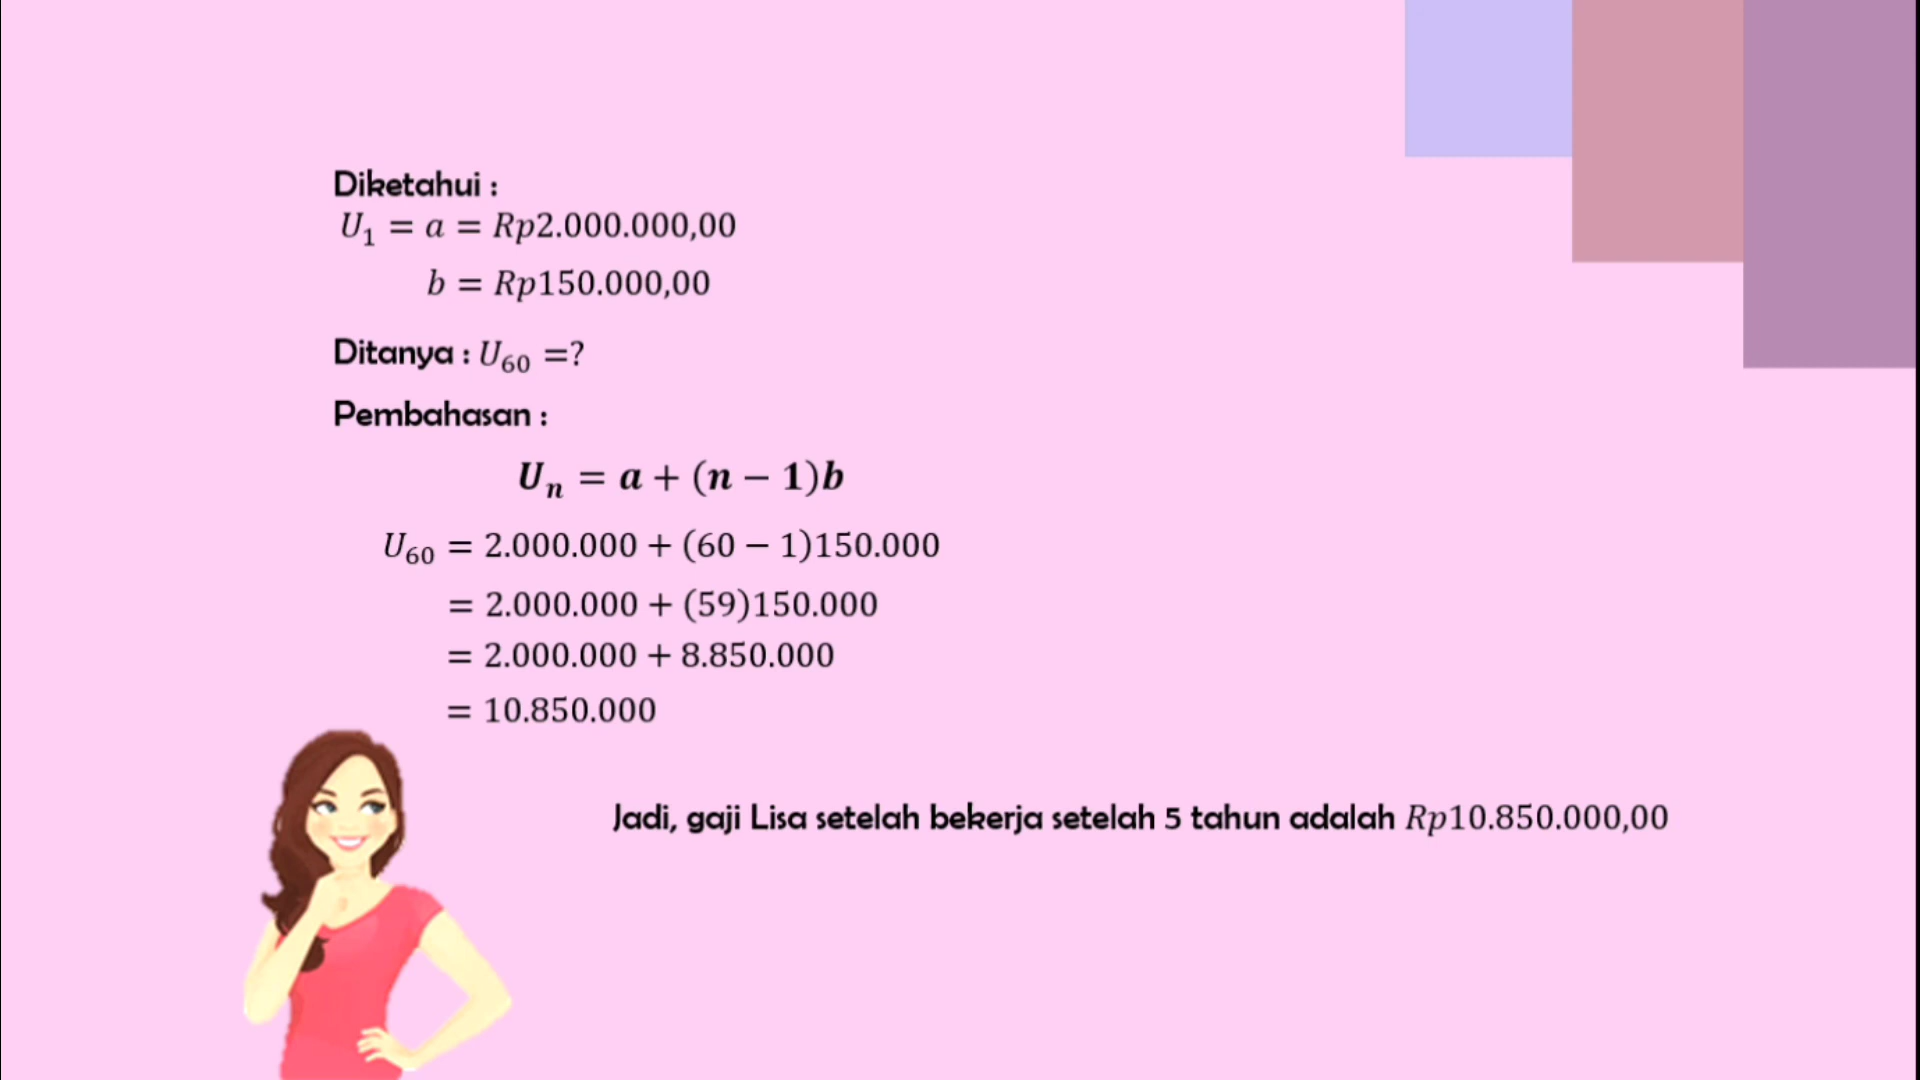 Diketahui :
U₁ = a = Rp2.000.000,00
b = Rp150.000,00
Ditanya : U₆₀ =?
Pembahasan :
Uₙ = a + (n − 1)b
U₆₀ = 2.000.000 + (60 − 1)150.000
= 2.000.000 + (59)150.000
= 2.000.000 + 8.850.000
= 10.850.000
Jadi, gaji Lisa setelah bekerja setelah 5 tahun adalah Rp10.850.000,00